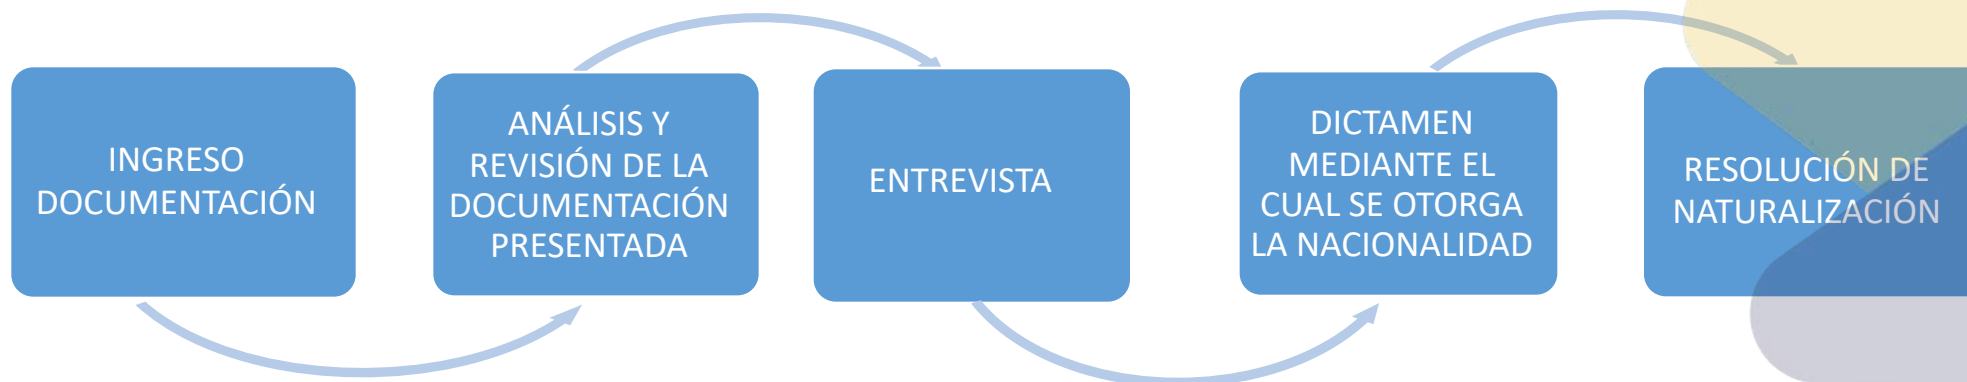 INGRESO
DOCUMENTACIÓN
ANÁLISIS Y
REVISIÓN DE LA
DOCUMENTACIÓN
PRESENTADA
ENTREVISTA
DICTAMEN
MEDIANTE EL
CUAL SE OTORGA
LA NACIONALIDAD
RESOLUCIÓN DE
NATURALIZACIÓN